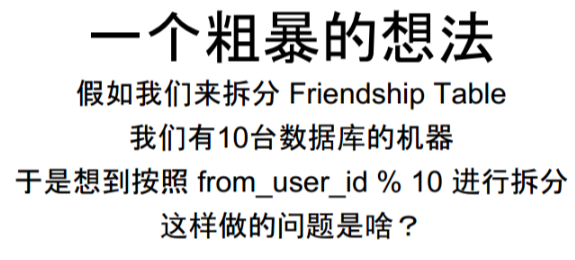 一个粗暴的想法
假如我们来拆分 Friendship Table
我们有10台数据库的机器
于是想到按照 from_user_id % 10 进行拆分
这样做的问题是啥？